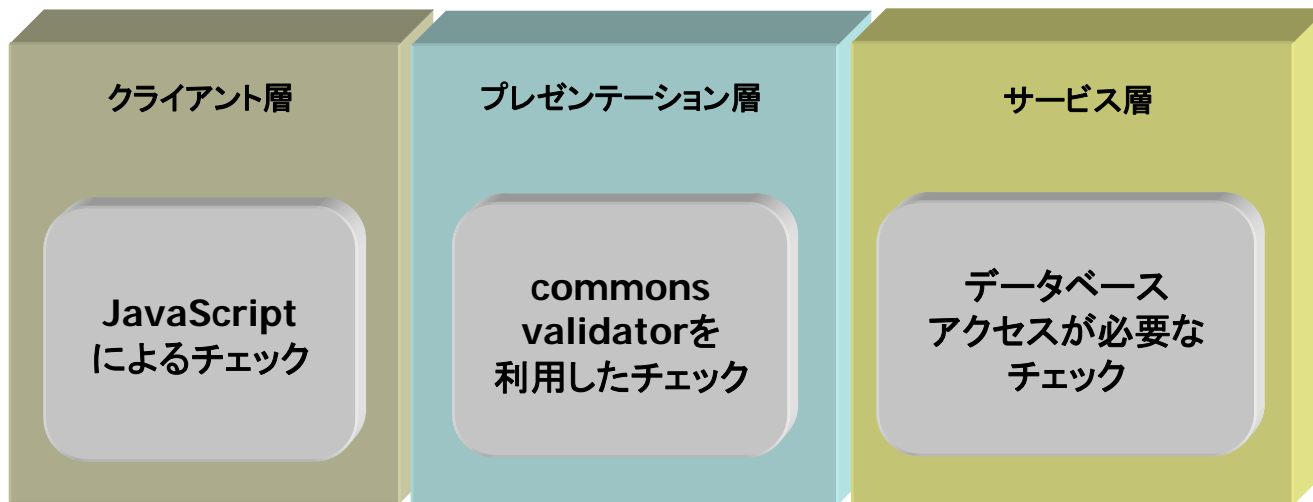 クライアント層
プレゼンテーション層
サービス層
JavaScript
によるチェック
commons
validatorを
利用したチェック
データベース
アクセスが必要な
チェック